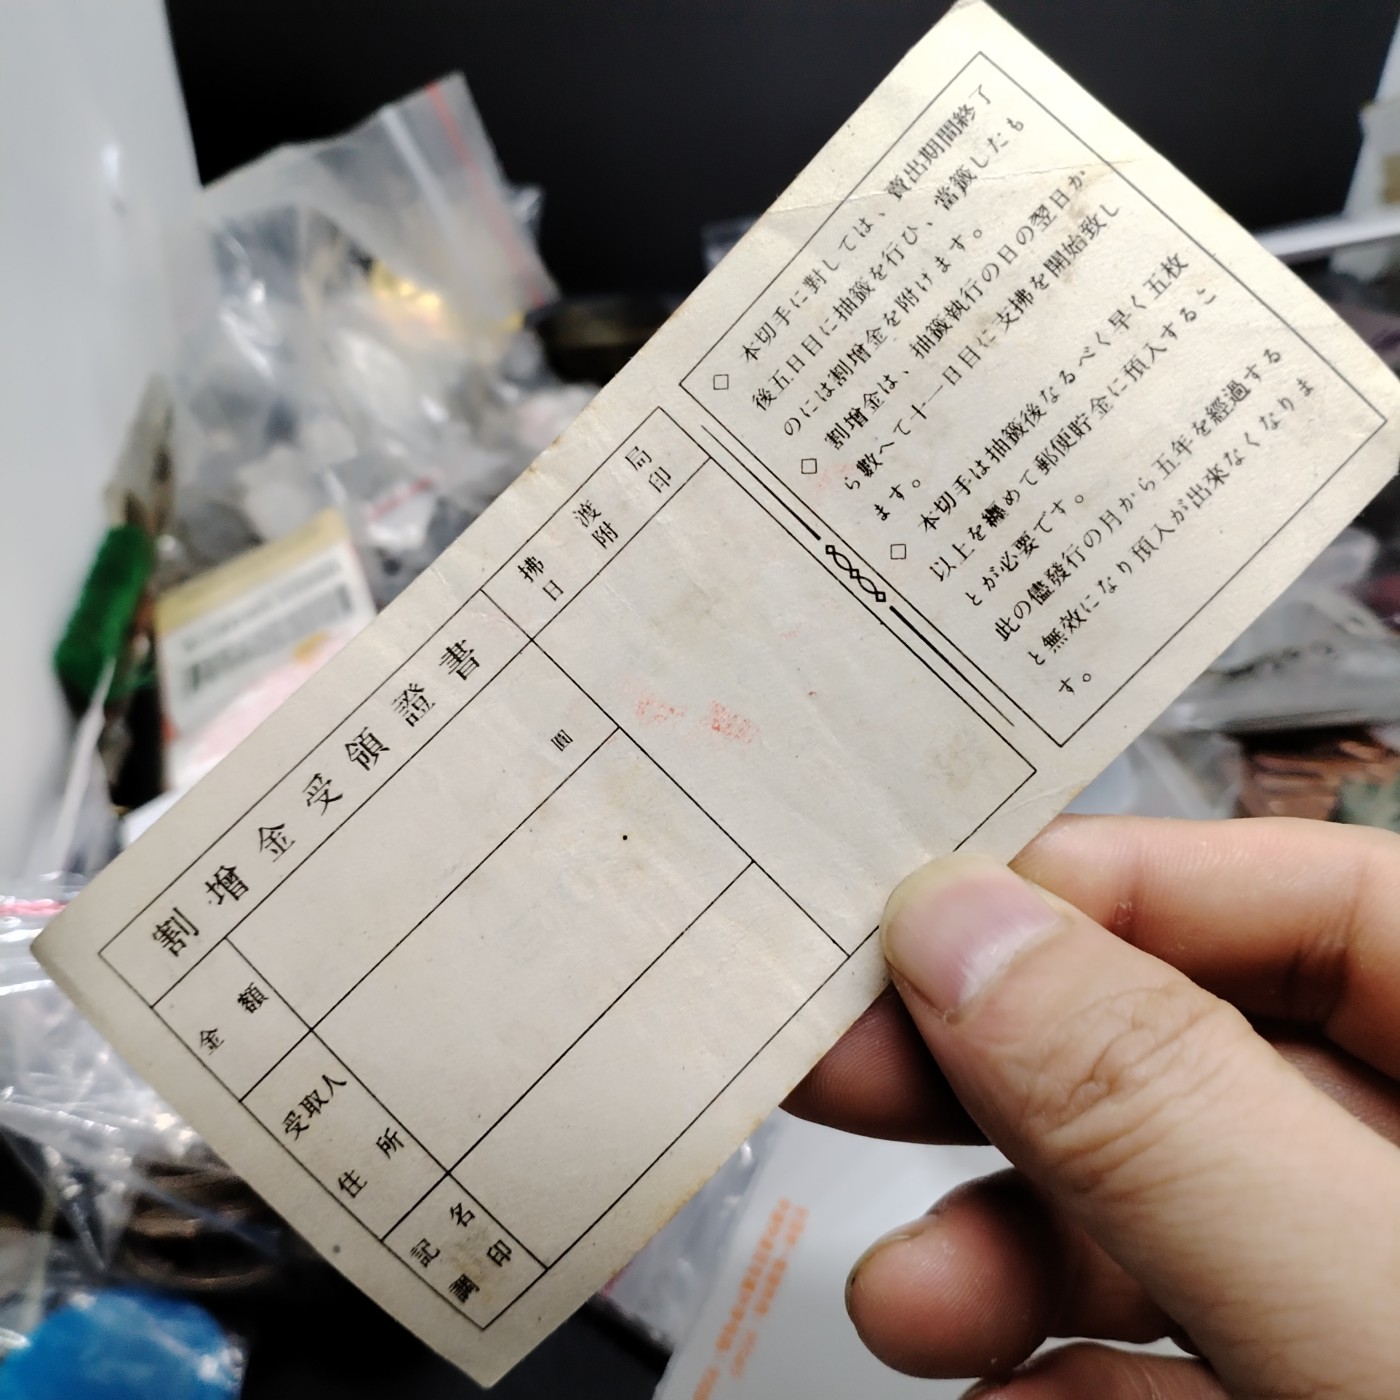 ◇ 本切手に對しては、賣出期間終了
後五日目に抽籤を行ひ、當籤したも
のには割增金を附けます。
◇ 割增金は、抽籤執行の日の翌日か
ら數へて十一日目に支拂を開始致し
ます。
◇ 本切手は抽籤後なるべく早く五枚
以上を纏めて郵便貯金に預入するこ
とが必要です。
此の儘發行の月から五年を經過する
と無效になり預入が出來なくなりま
す。
割增金受領證書
拂渡局
日附印
金額
圓
受取人
住所
記名
調印